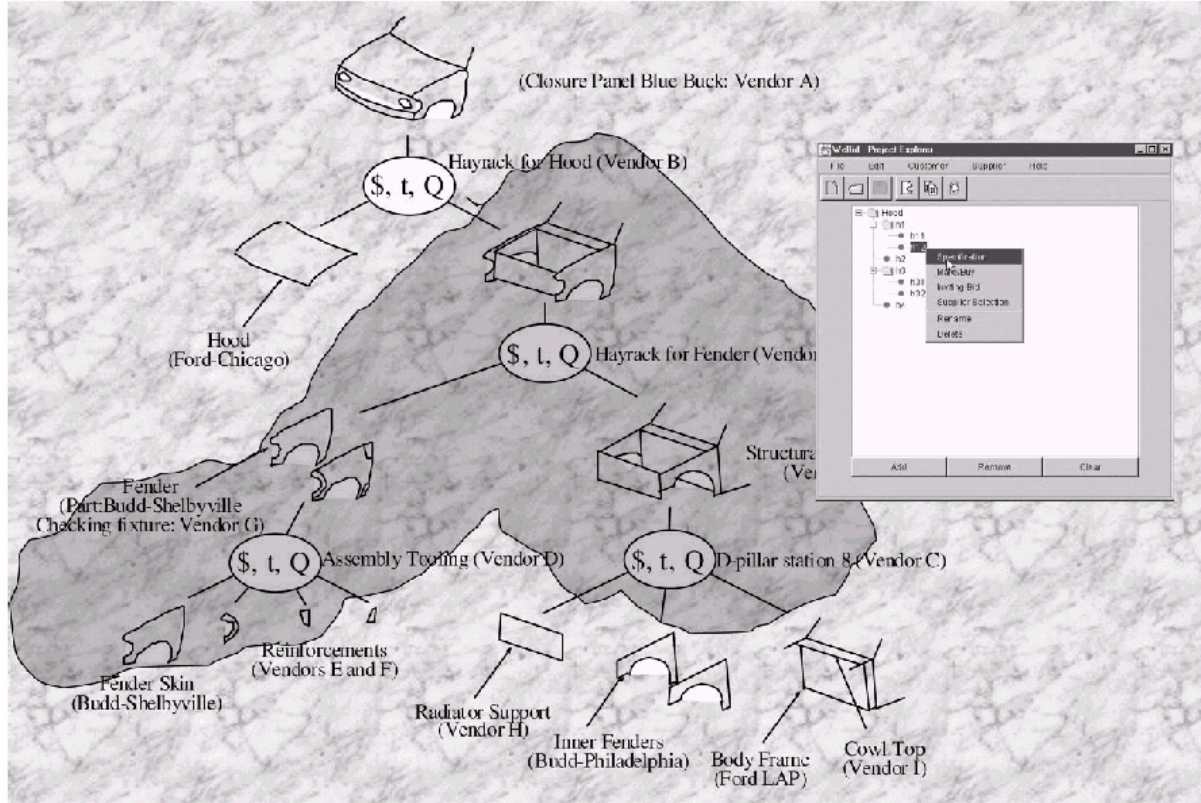 (Closure Panel Blue Buck: Vendor A)
Hayrack for Hood (Vendor B)
$, t, Q
Hood
(Ford-Chicago)
$, t, Q
Hayrack for Fender (Vendor
Structura
(Ve
Fender
(Part:Budd-Shelbyville
Checking fixture: Vendor G)
$, t, Q
Assembly Tooling (Vendor D)
$, t, Q
D-pillar station 8 (Vendor C)
Reinforcements
(Vendors E and F)
Fender Skin
(Budd-Shelbyville)
Radiator Support
(Vendor H)
Inner Fenders
(Budd-Philadelphia)
Body Frame
(Ford LAP)
Cowl Top
(Vendor I)
WeBid Project Explorer
File Edit Customer Supplier Help
Hood
h1
h11
h12
h2
h3
h31
h32
h4
Specification
Make/Buy
Inviting Bid
Supplier Selection
Rename
Delete
Add Remove Clear